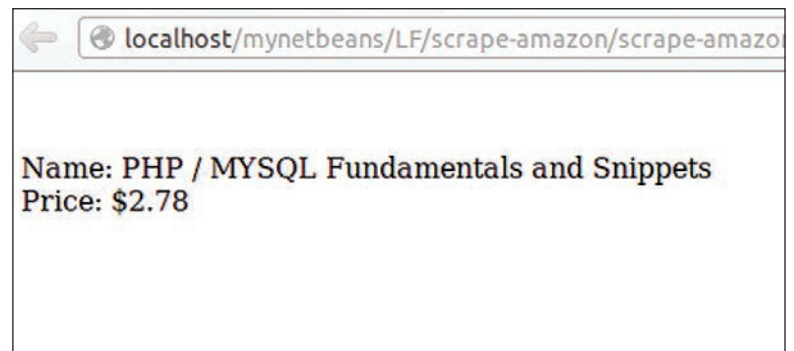 localhost/mynetbeans/LF/scrape-amazon/scrape-amazo
Name: PHP / MYSQL Fundamentals and Snippets
Price: $2.78